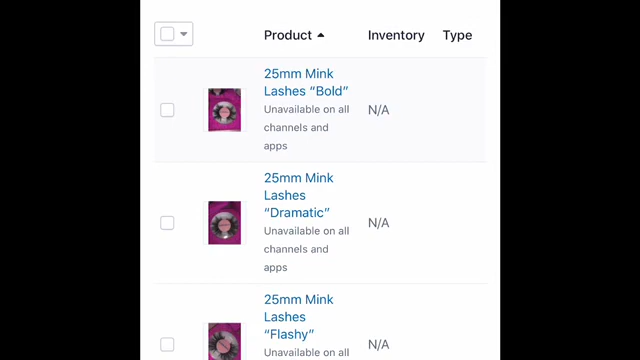 Product Inventory Type
25mm Mink
Lashes “Bold”
Unavailable on all
channels and
apps
N/A
25mm Mink
Lashes
“Dramatic”
Unavailable on all
channels and
apps
N/A
25mm Mink
Lashes
“Flashy”
Unavailable on all
N/A